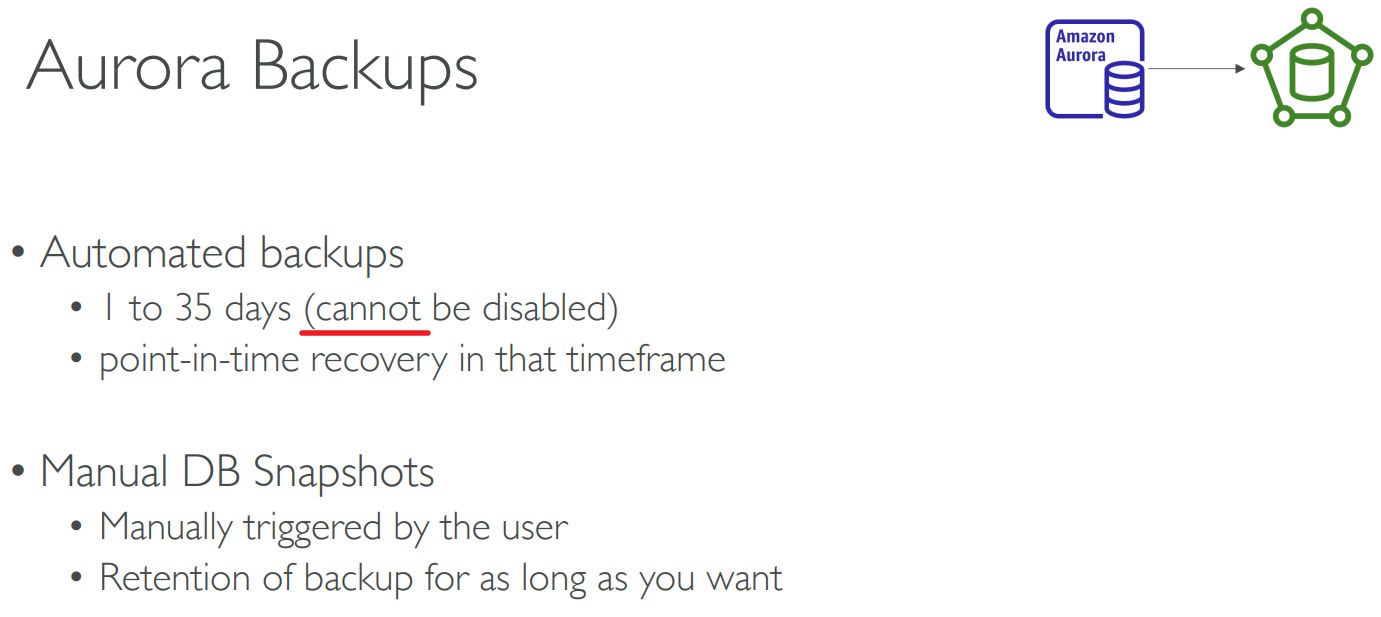 Aurora Backups
Amazon
Aurora
• Automated backups
• 1 to 35 days (cannot be disabled)
• point-in-time recovery in that timeframe
• Manual DB Snapshots
• Manually triggered by the user
• Retention of backup for as long as you want